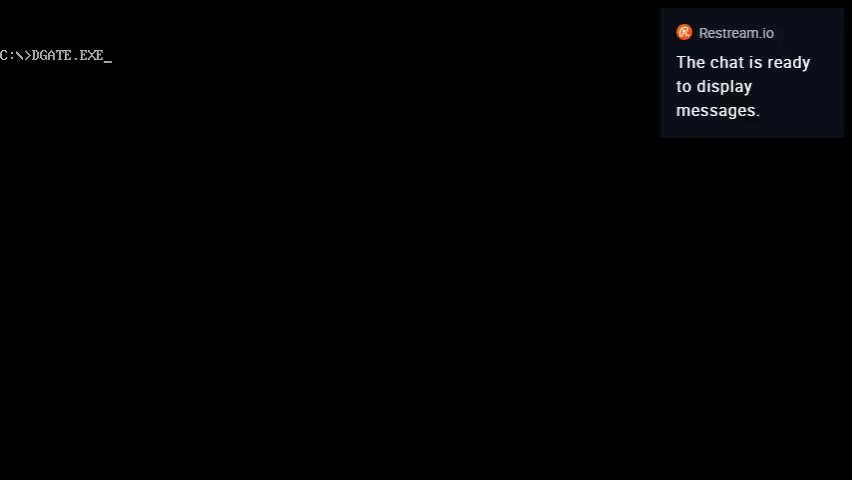 C:\>DGATE.EXE_
Restream.io
The chat is ready
to display
messages.